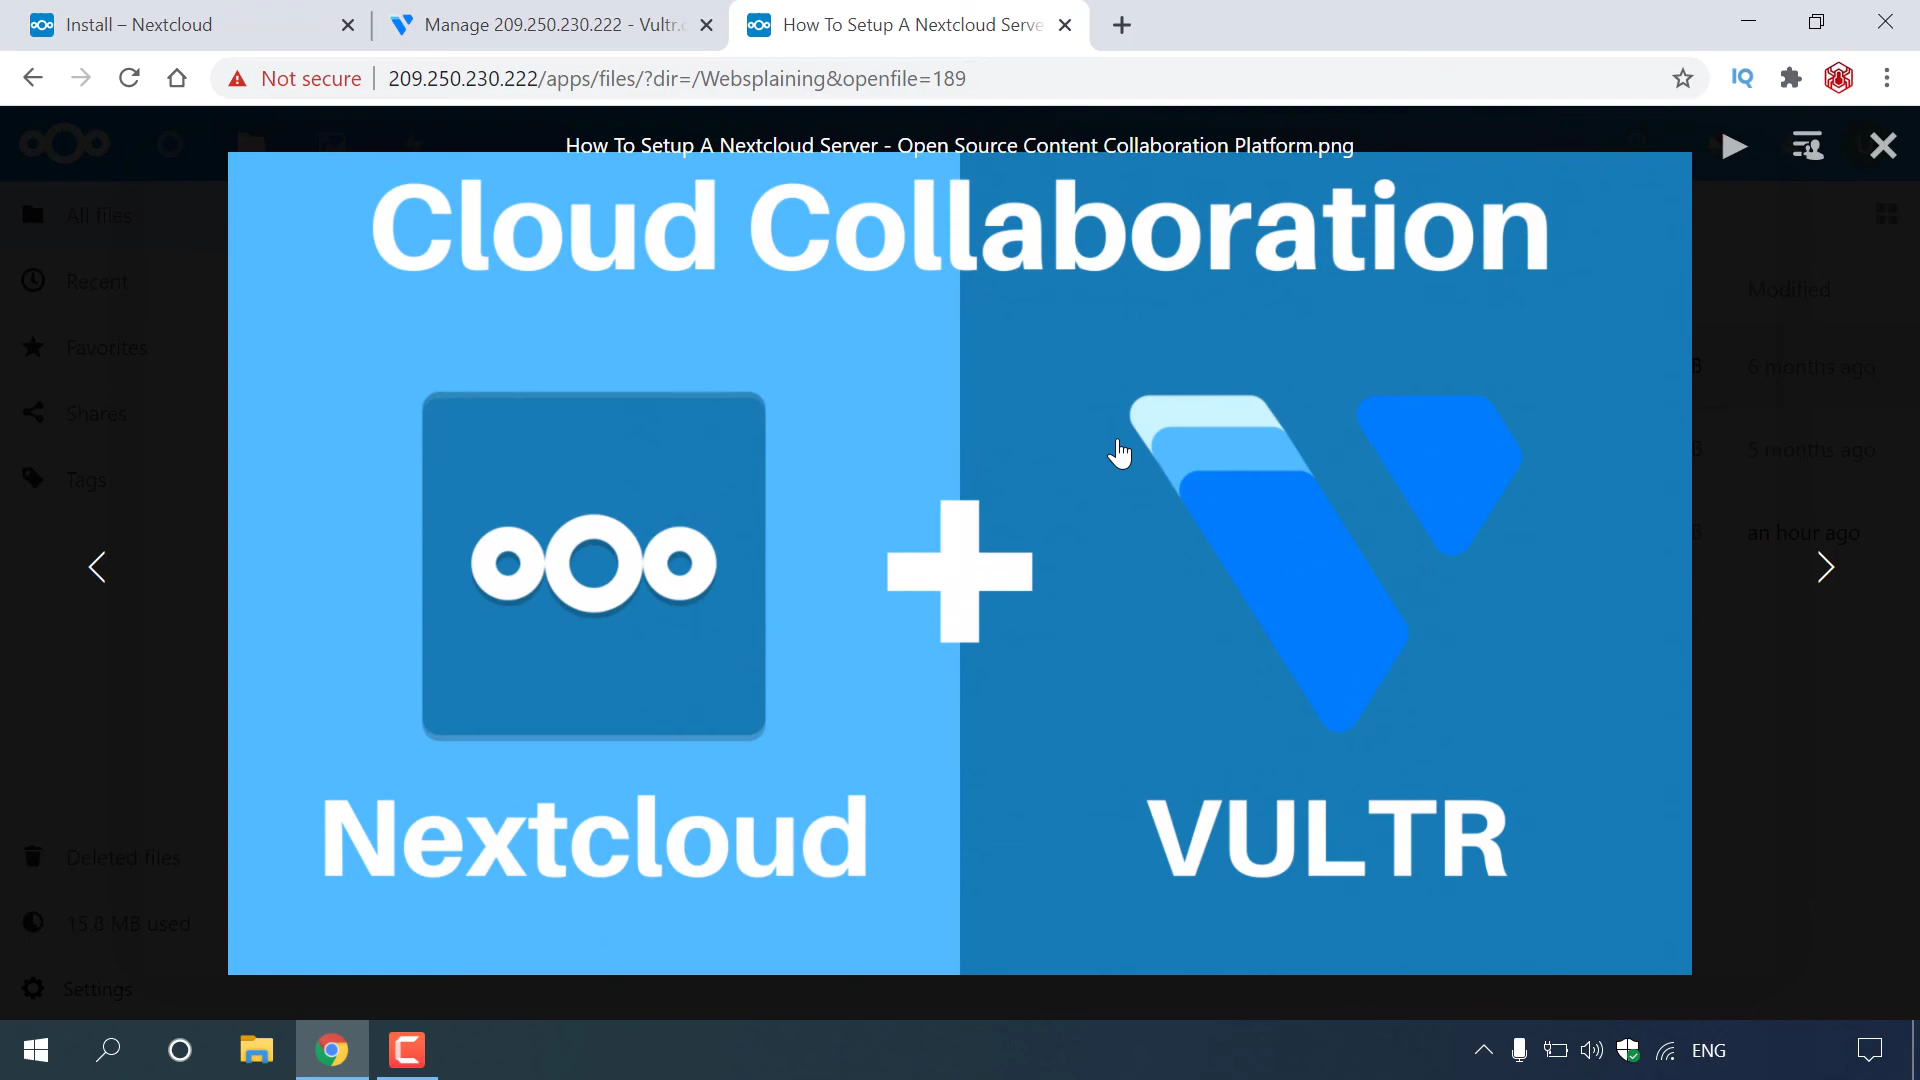 Install – Nextcloud
Manage 209.250.230.222 - Vultr.c
How To Setup A Nextcloud Serve
Not secure
209.250.230.222/apps/files/?dir=/Websplaining&openfile=189
IQ
How To Setup A Nextcloud Server - Open Source Content Collaboration Platform.png
All files
Recent
Favorites
Shares
Tags
Deleted files
15.8 MB used
Settings
Cloud Collaboration
Nextcloud
VULTR
Modified
6 months ago
5 months ago
an hour ago
ENG